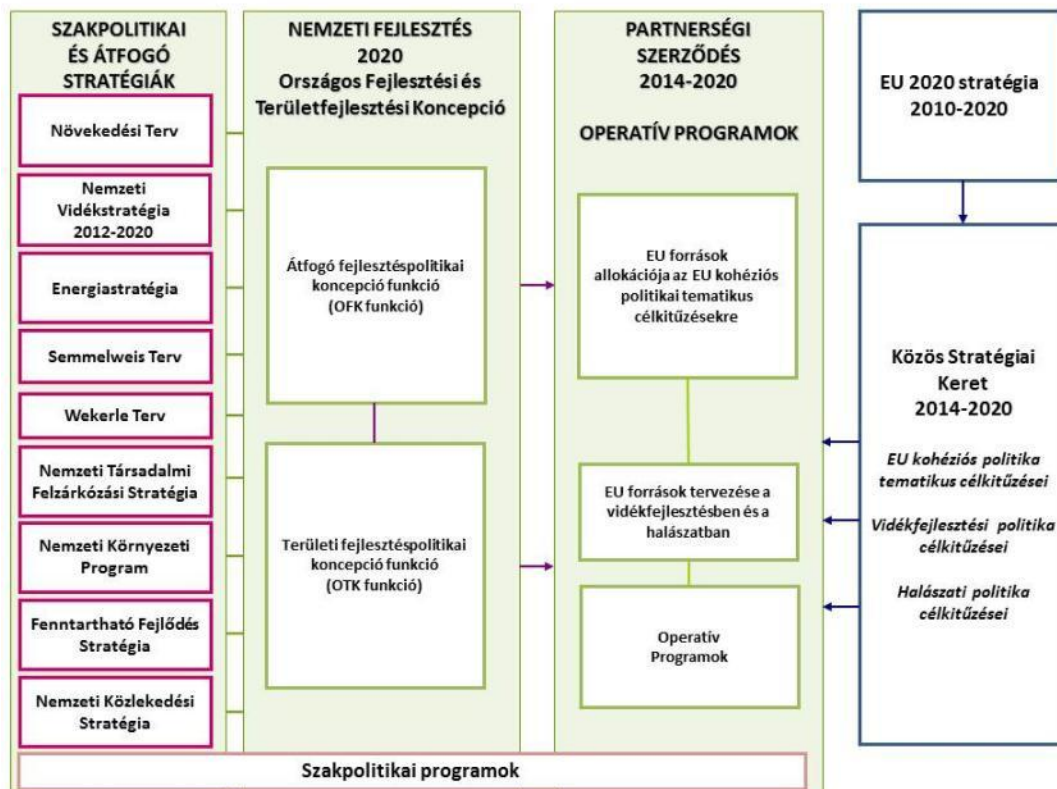 SZAKPOLITIKAI
ÉS ÁTFOGÓ
STRATÉGIÁK
Növekedési Terv
Nemzeti
Vidékstratégia
2012-2020
Energiastratégia
Semmelweis Terv
Wekerle Terv
Nemzeti Társadalmi
Felzárkózási Stratégia
Nemzeti Környezeti
Program
Fenntartható Fejlődés
Stratégia
Nemzeti Közlekedési
Stratégia
NEMZETI FEJLESZTÉS
2020
Országos Fejlesztési és
Területfejlesztési Koncepció
Átfogó fejlesztéspolitikai
koncepció funkció
(OFK funkció)
Területi fejlesztéspolitikai
koncepció funkció
(OTK funkció)
PARTNERSÉGI
SZERZŐDÉS
2014-2020
OPERATÍV PROGRAMOK
EU források
allokációja az EU kohéziós
politikai tematikus
célkitűzésekre
EU források tervezése a
vidékfejlesztésben és a
halászatban
Operatív
Programok
EU 2020 stratégia
2010-2020
Közös Stratégiai
Keret
2014-2020
EU kohéziós politika
tematikus célkitűzései
Vidékfejlesztési politika
célkitűzései
Halászati politika
célkitűzései
Szakpolitikai programok